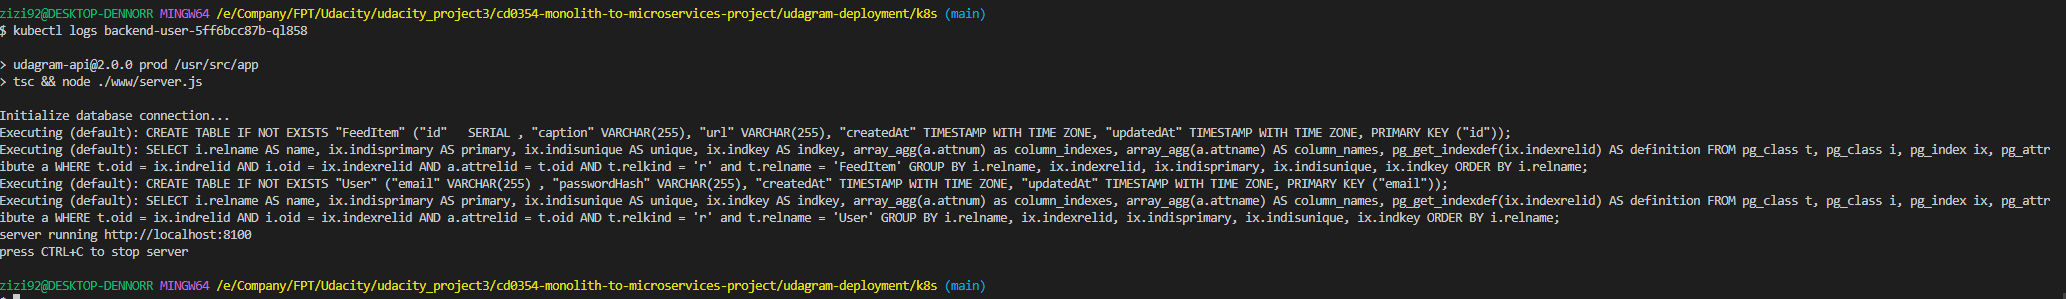 zizi92@DESKTOP-DENNORR MINGW64 /e/Company/FPT/Udacity/udacity_project3/cd0354-monolith-to-microservices-project/udagram-deployment/k8s (main)
$ kubectl logs backend-user-5ff6bcc87b-ql858
> udagram-api@2.0.0 prod /usr/src/app
> tsc && node ./www/server.js
Initialize database connection...
Executing (default): CREATE TABLE IF NOT EXISTS "FeedItem" ("id"   SERIAL , "caption" VARCHAR(255), "url" VARCHAR(255), "createdAt" TIMESTAMP WITH TIME ZONE, "updatedAt" TIMESTAMP WITH TIME ZONE, PRIMARY KEY ("id"));
Executing (default): SELECT i.relname AS name, ix.indisprimary AS primary, ix.indisunique AS unique, ix.indkey AS indkey, array_agg(a.attnum) as column_indexes, array_agg(a.attname) AS column_names, pg_get_indexdef(ix.indexrelid) AS definition FROM pg_class t, pg_class i, pg_index ix, pg_attr
ibute a WHERE t.oid = ix.indrelid AND i.oid = ix.indexrelid AND a.attrelid = t.oid AND t.relkind = 'r' and t.relname = 'FeedItem' GROUP BY i.relname, ix.indexrelid, ix.indisprimary, ix.indisunique, ix.indkey ORDER BY i.relname;
Executing (default): CREATE TABLE IF NOT EXISTS "User" ("email" VARCHAR(255) , "passwordHash" VARCHAR(255), "createdAt" TIMESTAMP WITH TIME ZONE, "updatedAt" TIMESTAMP WITH TIME ZONE, PRIMARY KEY ("email"));
Executing (default): SELECT i.relname AS name, ix.indisprimary AS primary, ix.indisunique AS unique, ix.indkey AS indkey, array_agg(a.attnum) as column_indexes, array_agg(a.attname) AS column_names, pg_get_indexdef(ix.indexrelid) AS definition FROM pg_class t, pg_class i, pg_index ix, pg_attr
ibute a WHERE t.oid = ix.indrelid AND i.oid = ix.indexrelid AND a.attrelid = t.oid AND t.relkind = 'r' and t.relname = 'User' GROUP BY i.relname, ix.indexrelid, ix.indisprimary, ix.indisunique, ix.indkey ORDER BY i.relname;
server running http://localhost:8100
press CTRL+C to stop server
zizi92@DESKTOP-DENNORR MINGW64 /e/Company/FPT/Udacity/udacity_project3/cd0354-monolith-to-microservices-project/udagram-deployment/k8s (main)